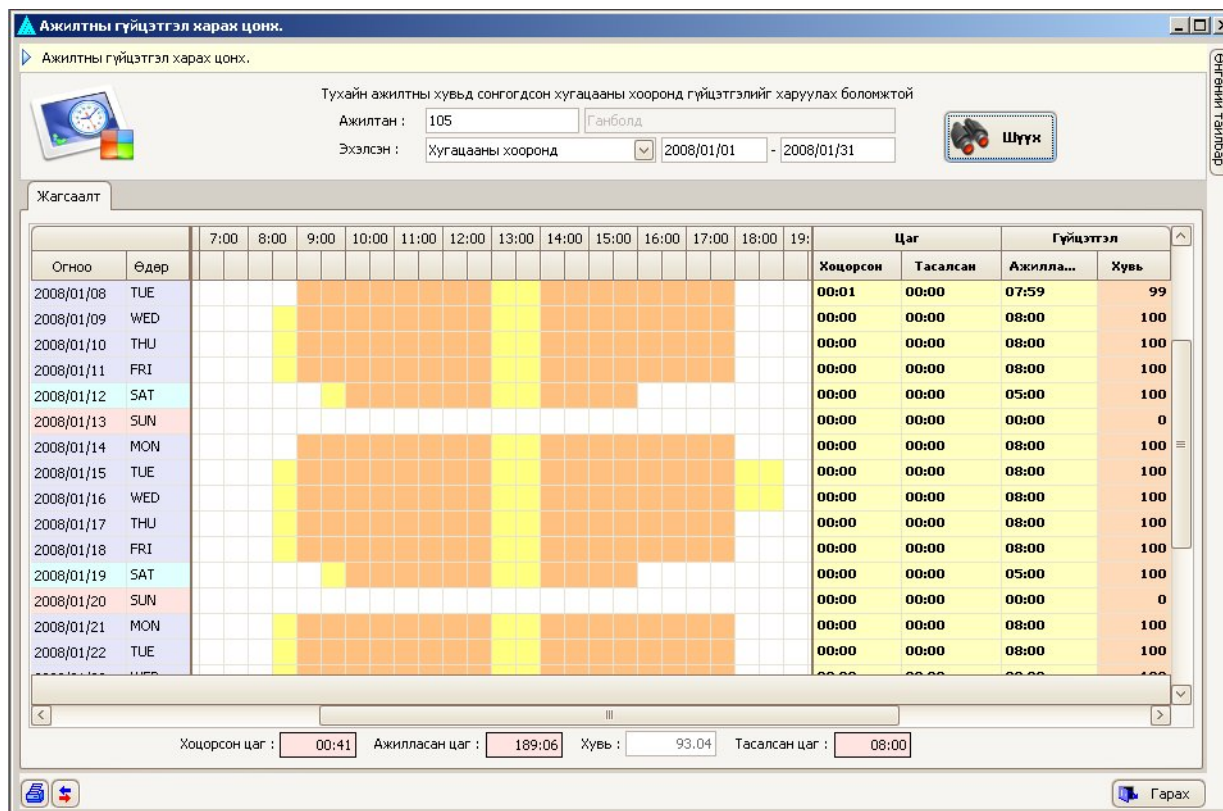 Ажилтны гүйцэтгэл харах цонх.
Ажилтны гүйцэтгэл харах цонх.
Өнгөний тайлбар
Тухайн ажилтны хувьд сонгогдсон хугацааны хооронд гүйцэтгэлийг харуулах боломжтой
Ажилтан : 105 Ганболд
Эхэлсэн : Хугацааны хооронд 2008/01/01 - 2008/01/31
Шүүх
Жагсаалт
7:00 8:00 9:00 10:00 11:00 12:00 13:00 14:00 15:00 16:00 17:00 18:00 19: Цаг Гүйцэтгэл
Огноо Өдөр Хоцорсон Тасалсан Ажилла... Хувь
2008/01/08 TUE 00:01 00:00 07:59 99
2008/01/09 WED 00:00 00:00 08:00 100
2008/01/10 THU 00:00 00:00 08:00 100
2008/01/11 FRI 00:00 00:00 08:00 100
2008/01/12 SAT 00:00 00:00 05:00 100
2008/01/13 SUN 00:00 00:00 00:00 0
2008/01/14 MON 00:00 00:00 08:00 100
2008/01/15 TUE 00:00 00:00 08:00 100
2008/01/16 WED 00:00 00:00 08:00 100
2008/01/17 THU 00:00 00:00 08:00 100
2008/01/18 FRI 00:00 00:00 08:00 100
2008/01/19 SAT 00:00 00:00 05:00 100
2008/01/20 SUN 00:00 00:00 00:00 0
2008/01/21 MON 00:00 00:00 08:00 100
2008/01/22 TUE 00:00 00:00 08:00 100
Хоцорсон цаг : 00:41 Ажилласан цаг : 189:06 Хувь : 93.04 Тасалсан цаг : 08:00
Гарах